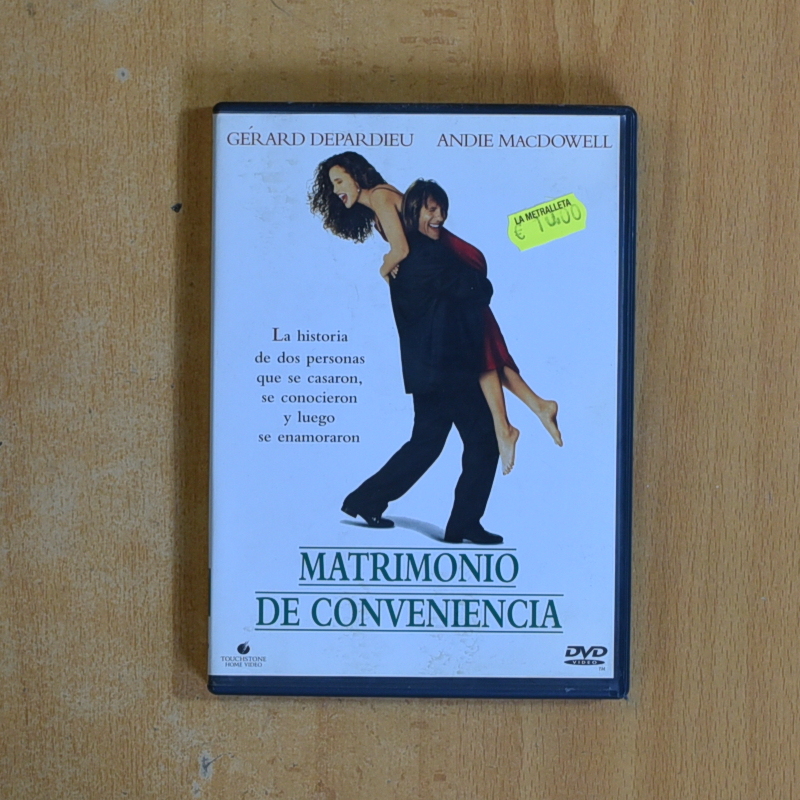 GÉRARD DEPARDIEU ANDIE MACDOWELL
LA METRALLETA
€ 10.00
La historia
de dos personas
que se casaron,
se conocieron
y luego
se enamoraron
MATRIMONIO
DE CONVENIENCIA
TOUCHSTONE
HOME VIDEO
DVD
VIDEO
TM